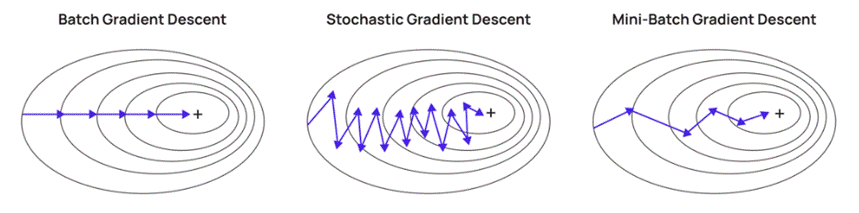 Batch Gradient Descent
Stochastic Gradient Descent
Mini-Batch Gradient Descent